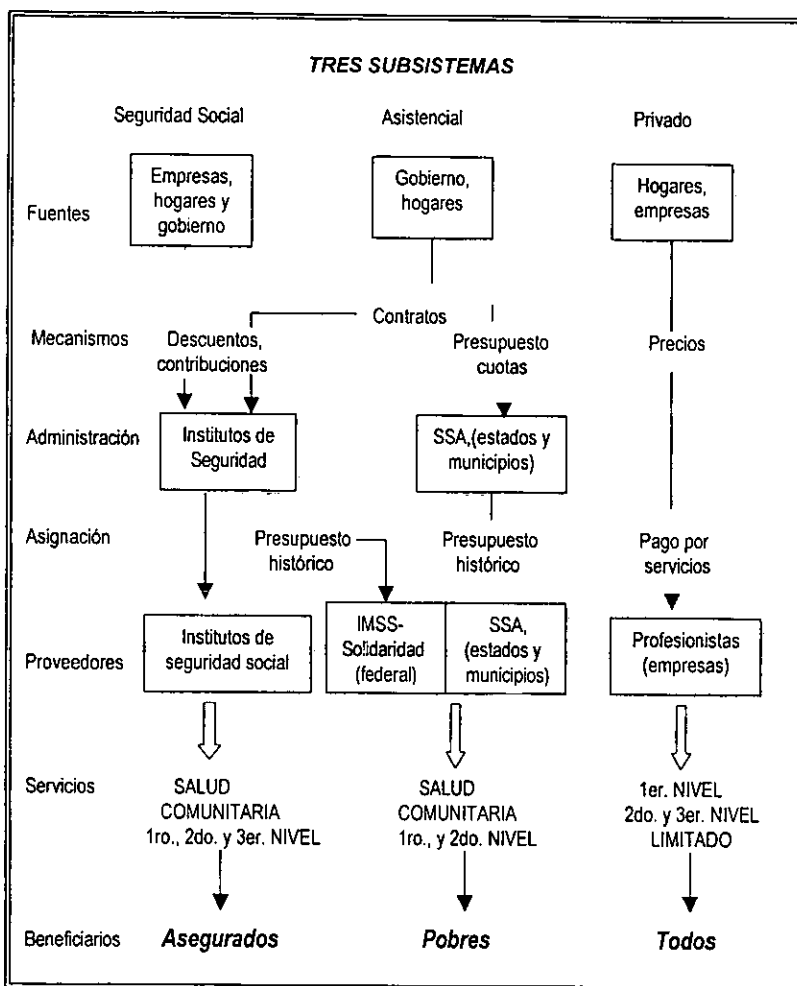 TRES SUBSISTEMAS
Seguridad Social
Asistencial
Privado
Fuentes
Empresas,
hogares y
gobierno
Gobierno,
hogares
Hogares,
empresas
Mecanismos
Descuentos,
contribuciones
Contratos
Presupuesto
cuotas
Precios
Administración
Institutos de
Seguridad
SSA,(estados y
municipios)
Asignación
Presupuesto
histórico
Presupuesto
histórico
Pago por
servicios
Proveedores
Institutos de
seguridad social
IMSS-
Solidaridad
(federal)
SSA,
(estados y
municipios)
Profesionistas
(empresas)
Servicios
SALUD
COMUNITARIA
1ro., 2do. y 3er. NIVEL
SALUD
COMUNITARIA
1ro., y 2do. NIVEL
1er. NIVEL
2do. y 3er. NIVEL
LIMITADO
Beneficiarios
Asegurados
Pobres
Todos